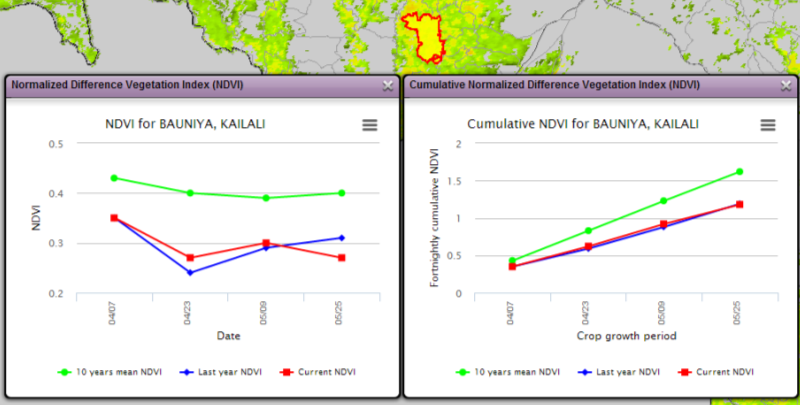 Normalized Difference Vegetation Index (NDVI)
NDVI for BAUNIYA, KAILALI
0.5
0.4
0.3
0.2
NDVI
04/07
04/23
05/09
05/25
Date
10 years mean NDVI
Last year NDVI
Current NDVI
Cumulative Normalized Difference Vegetation Index (NDVI)
Cumulative NDVI for BAUNIYA, KAILALI
2
1.5
1
0.5
0
Fortnightly cumulative NDVI
04/07
04/23
05/09
05/25
Crop growth period
10 years mean NDVI
Last year NDVI
Current NDVI